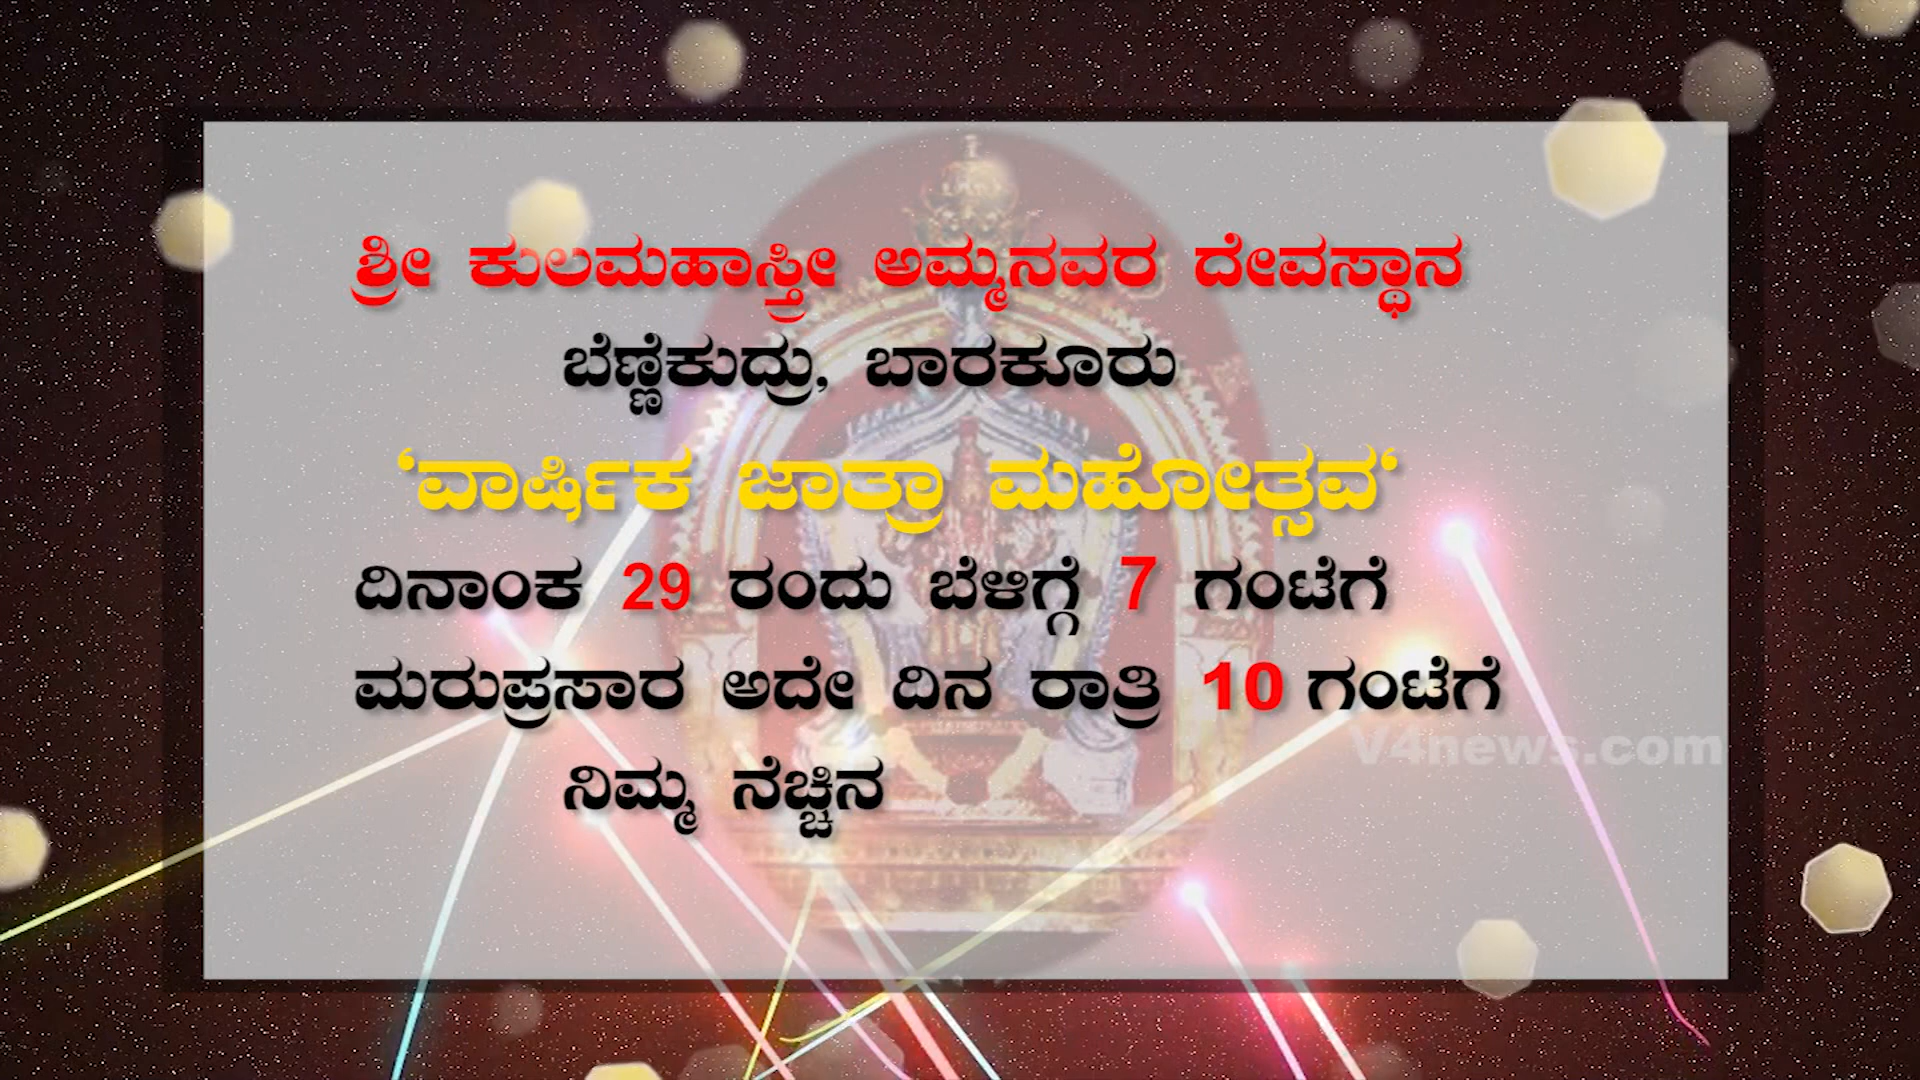 ಶ್ರೀ ಕುಲಮಹಾಸ್ತ್ರೀ ಅಮ್ಮನವರ ದೇವಸ್ಥಾನ
ಬೆಣ್ಣೆಕುದ್ರು, ಬಾರಕೂರು
‘ವಾರ್ಷಿಕ ಜಾತ್ರಾ ಮಹೋತ್ಸವ‘
ದಿನಾಂಕ 29 ರಂದು ಬೆಳಿಗ್ಗೆ 7 ಗಂಟೆಗೆ
ಮರುಪ್ರಸಾರ ಅದೇ ದಿನ ರಾತ್ರಿ 10 ಗಂಟೆಗೆ
V4news.com
ನಿಮ್ಮ ನೆಚ್ಚಿನ